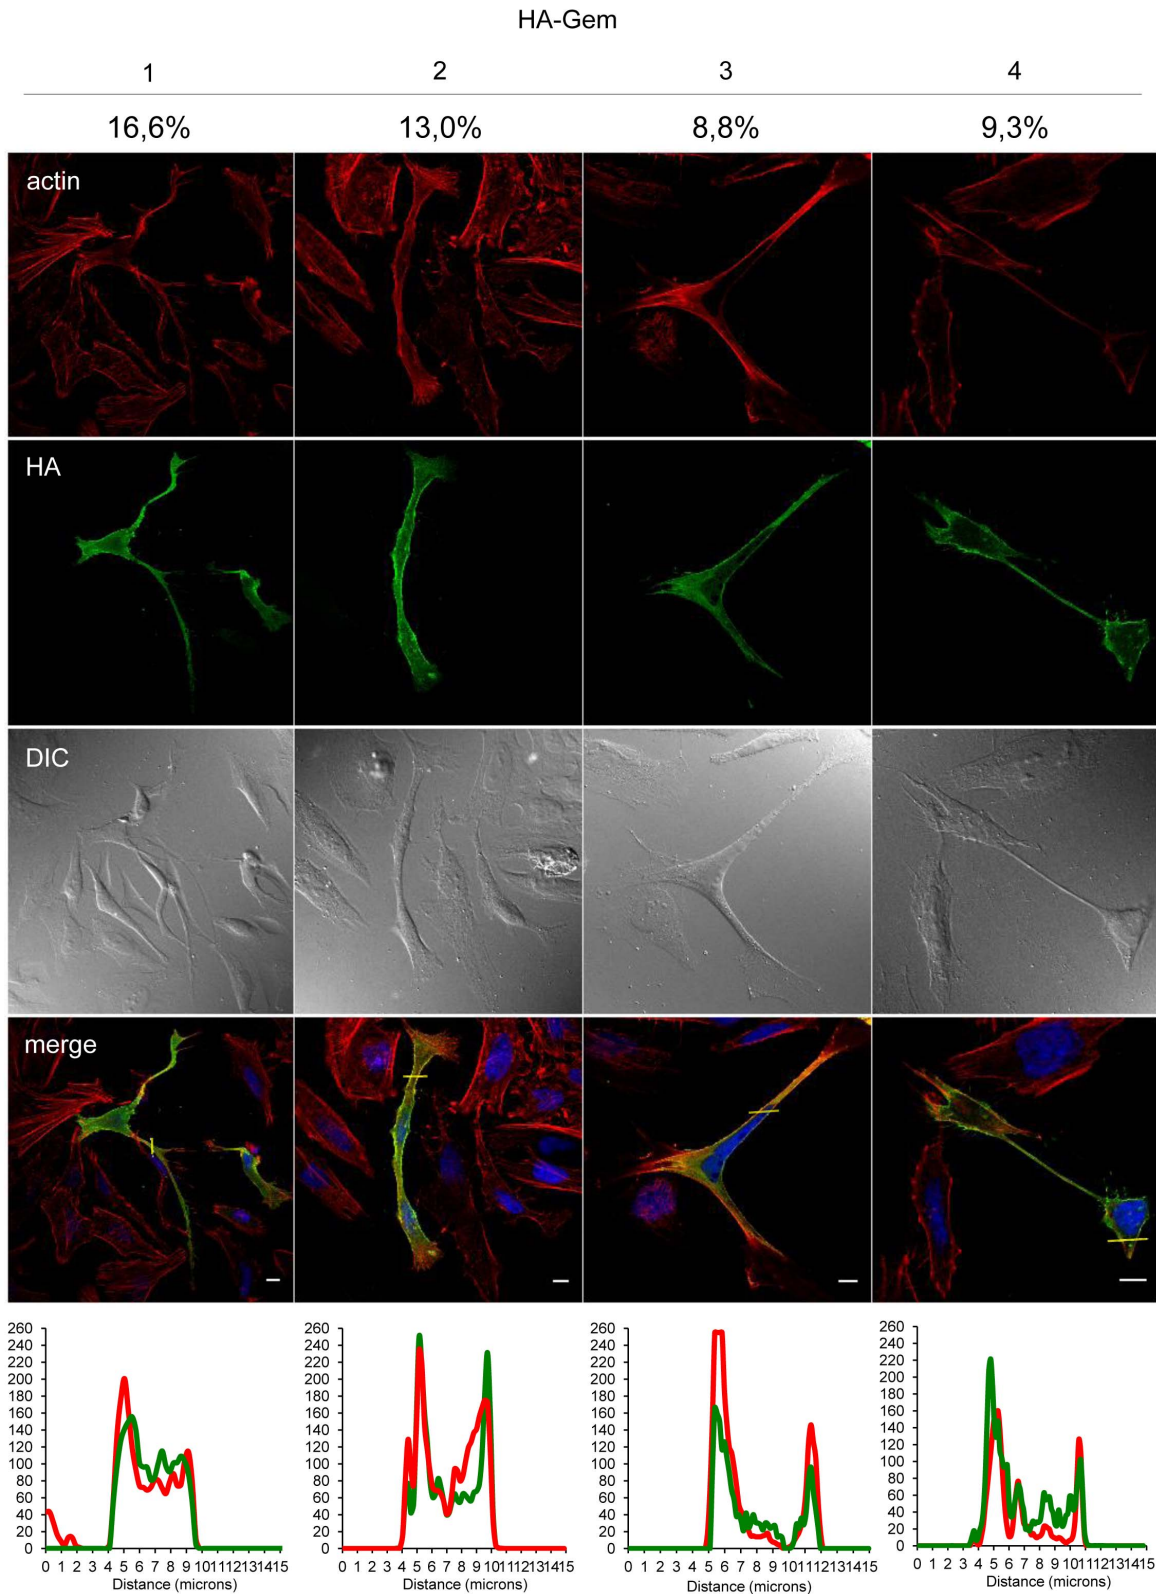 HA-Gem
1 2 3 4
16,6% 13,0% 8,8% 9,3%
actin
HA
DIC
merge
260 260 260 260
240 240 240 240
220 220 220 220
200 200 200 200
180 180 180 180
160 160 160 160
140 140 140 140
120 120 120 120
100 100 100 100
80 80 80 80
60 60 60 60
40 40 40 40
20 20 20 20
0 0 0 0
0 1 2 3 4 5 6 7 8 9 101112131415 0 1 2 3 4 5 6 7 8 9 101112131415 0 1 2 3 4 5 6 7 8 9 101112131415 0 1 2 3 4 5 6 7 8 9 101112131415
Distance (microns) Distance (microns) Distance (microns) Distance (microns)